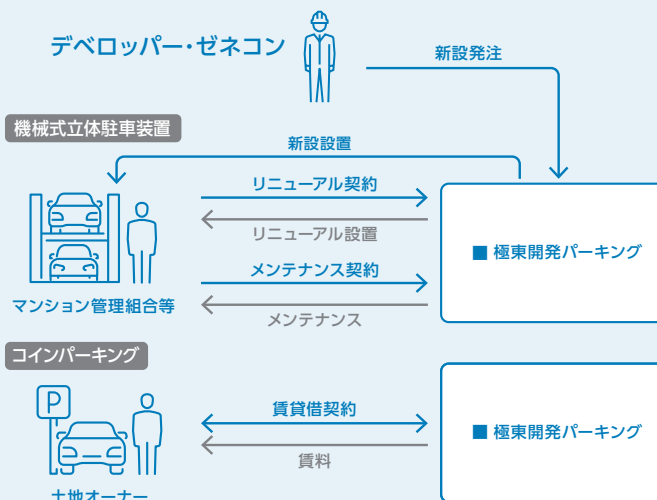 デベロッパー・ゼネコン
新設発注
機械式立体駐車装置
新設設置
リニューアル契約
リニューアル設置
■ 極東開発パーキング
メンテナンス契約
マンション管理組合等
メンテナンス
コインパーキング
P
賃貸借契約
■ 極東開発パーキング
賃料
土地オーナー